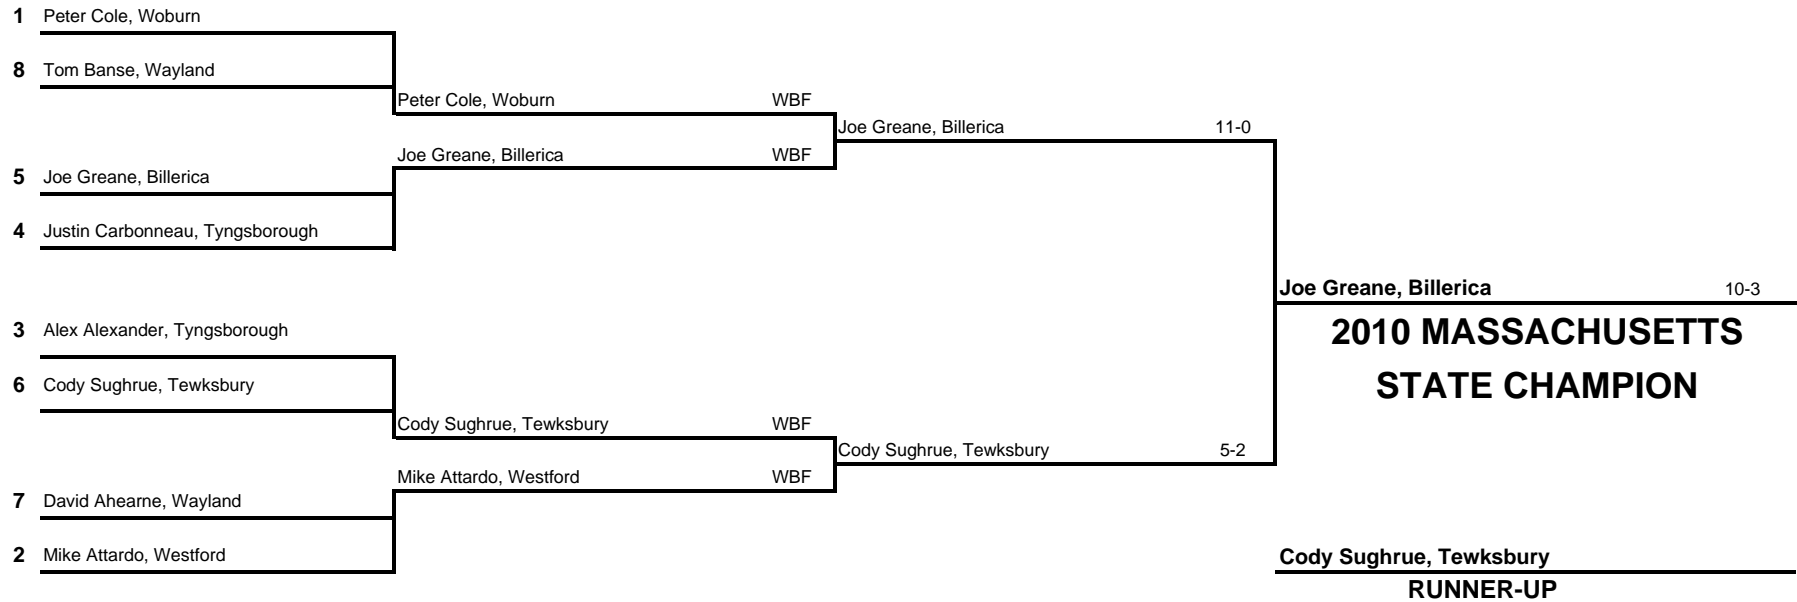 1 Peter Cole, Woburn
8 Tom Banse, Wayland
Peter Cole, Woburn WBF
Joe Greane, Billerica 11-0
Joe Greane, Billerica WBF
5 Joe Greane, Billerica
4 Justin Carbonneau, Tyngsborough
Joe Greane, Billerica 10-3
2010 MASSACHUSETTS
STATE CHAMPION
3 Alex Alexander, Tyngsborough
6 Cody Sughrue, Tewksbury
Cody Sughrue, Tewksbury WBF
Cody Sughrue, Tewksbury 5-2
Mike Attardo, Westford WBF
7 David Ahearne, Wayland
2 Mike Attardo, Westford
Cody Sughrue, Tewksbury
RUNNER-UP